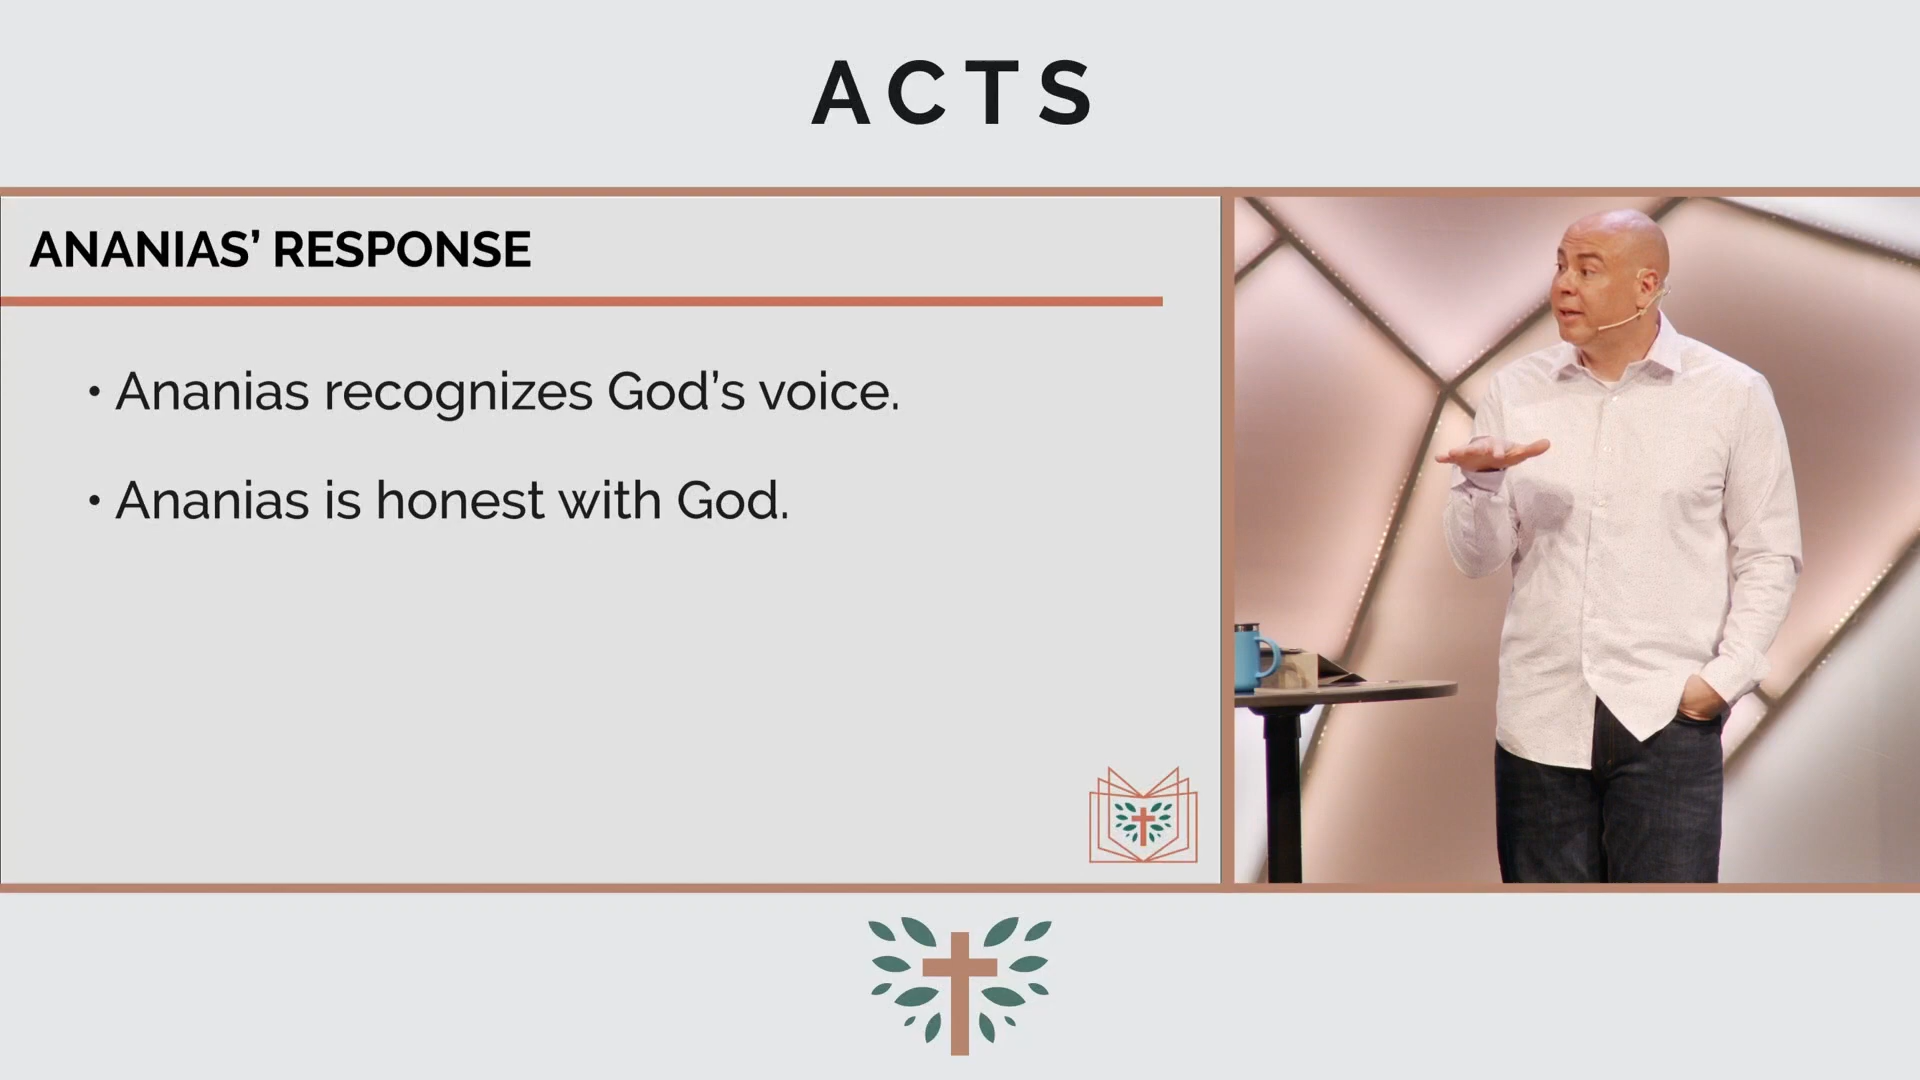 ACTS
ANANIAS’ RESPONSE
• Ananias recognizes God’s voice.
• Ananias is honest with God.